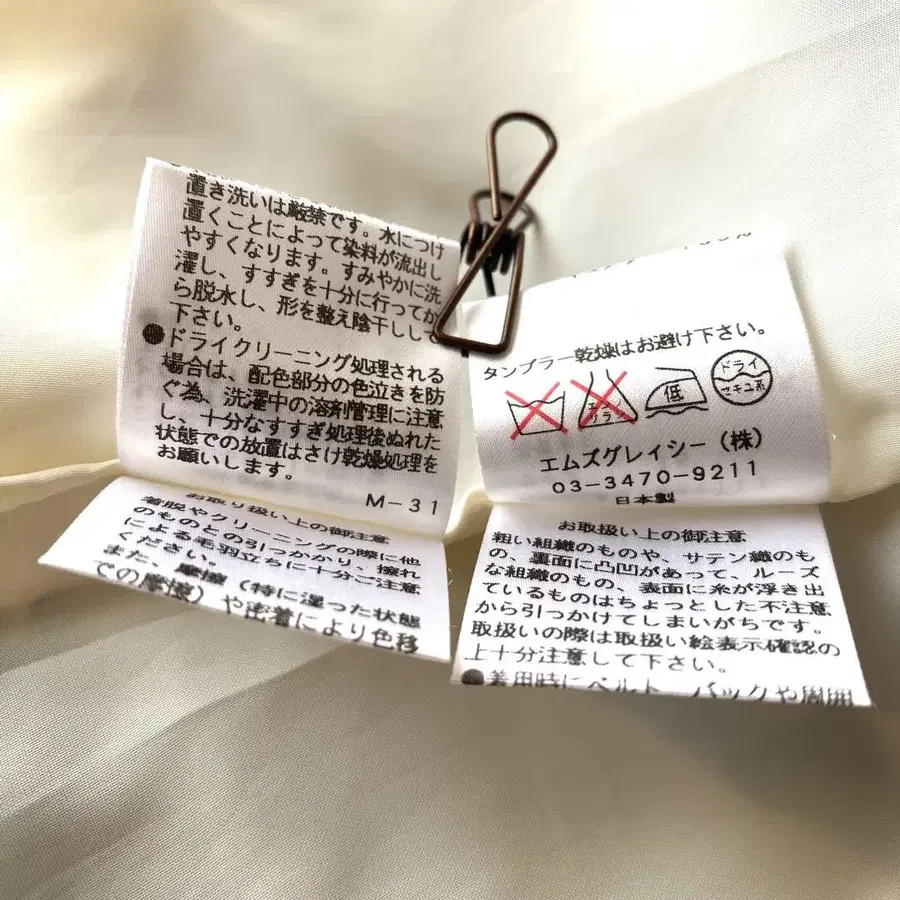 置き洗いは厳禁です。水につけ
置くことによって染料が流出し
やすくなります。すみやかに洗
濯し、すすぎを十分に行ってか
ら脱水し、形を整え陰干しして
下さい。
●ドライクリーニング処理される
場合は、配色部分の色泣きを防
ぐ為、洗濯中の溶剤管理に注意
し、十分なすすぎ処理後ぬれた
状態での放置はさけ乾燥処理を
お願いします。
M-31
お取り扱い上の御注意
着脱やクリーニングの際に他
のものとの引っかかり、擦れ
による毛羽立ちに十分ご注意
ください。
また、摩擦(特に湿った状態
での摩擦)や密着により色移
タンブラー乾燥はお避け下さい。
エンソサラシ
低
ドライ
セキユ系
エムズグレイシー(株)
03-3470-9211
日本製
お取扱い上の御注意
粗い組織のものや、サテン織のも
の、裏面に凸凹があって、ルーズ
な組織のもの、表面に糸が浮き出
ているものはちょっとした不注意
から引っかけてしまいがちです。
取扱いの際は取扱い絵表示確認の
上十分注意して下さい。
●着用時にベルト、バックや周囲